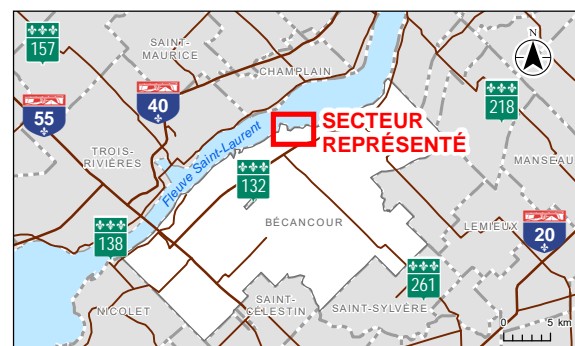 157
SAINT-
MAURICE
N
CHAMPLAIN
40
55
218
SECTEUR
REPRÉSENTÉ
TROIS-
RIVIÈRES
Fleuve Saint-Laurent
MANSEAU
132
BÉCANCOUR
LEMIEUX
138
20
261
NICOLET
SAINT-
CÉLESTIN
SAINT-SYLVÈRE
0 5 km